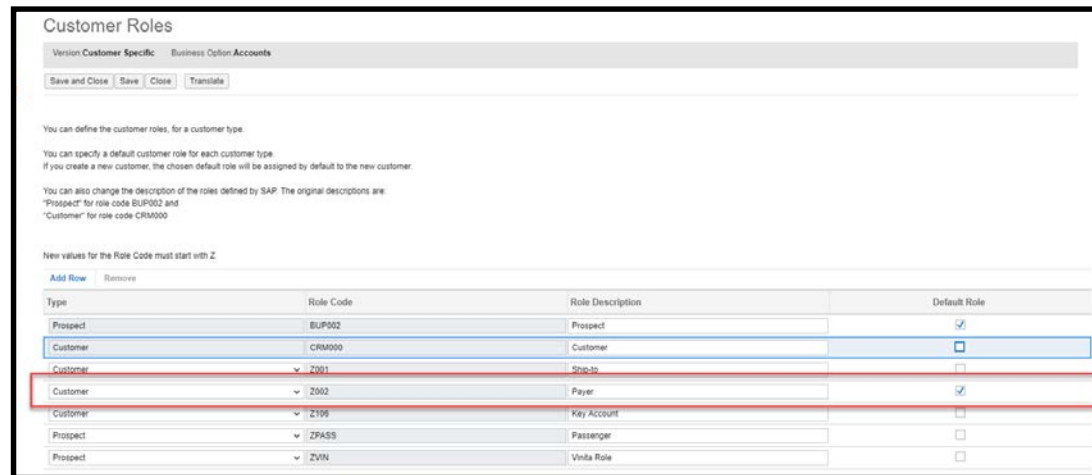 Customer Roles
Version:Customer Specific Business Option:Accounts
Save and Close Save Close Translate
You can define the customer roles, for a customer type.
You can specify a default customer role for each customer type.
If you create a new customer, the chosen default role will be assigned by default to the new customer.
You can also change the description of the roles defined by SAP. The original descriptions are:
"Prospect" for role code BUP002 and
"Customer" for role code CRM000
New values for the Role Code must start with Z
Add Row Remove
Type Role Code Role Description Default Role
Prospect BUP002 Prospect
Customer CRM000 Customer
Customer Z001 Ship-to
Customer Z002 Payer
Customer Z106 Key Account
Prospect ZPASS Passenger
Prospect ZVIN Vinita Role